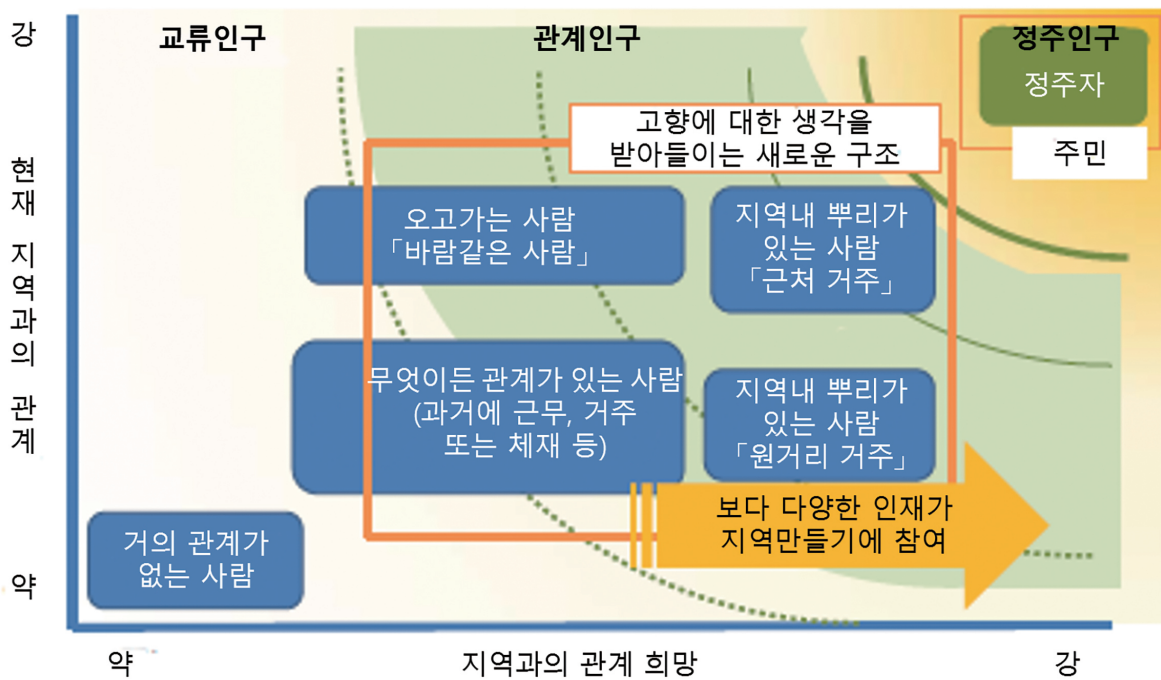 강
교류인구
관계인구
정주인구
정주자
주민
고향에 대한 생각을
받아들이는 새로운 구조
현재 지역과의 관계
오고가는 사람
「바람같은 사람」
지역내 뿌리가
있는 사람
「근처 거주」
무엇이든 관계가 있는 사람
(과거에 근무, 거주
또는 체재 등)
지역내 뿌리가
있는 사람
「원거리 거주」
보다 다양한 인재가
지역만들기에 참여
거의 관계가
없는 사람
약
약
지역과의 관계 희망
강